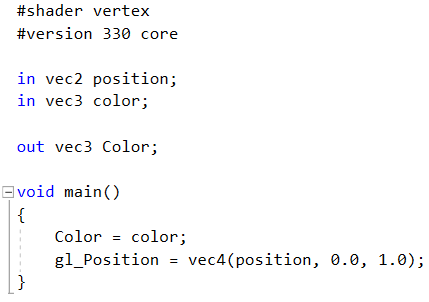 #shader vertex
#version 330 core

in vec2 position;
in vec3 color;

out vec3 Color;

void main()
{
    Color = color;
    gl_Position = vec4(position, 0.0, 1.0);
}